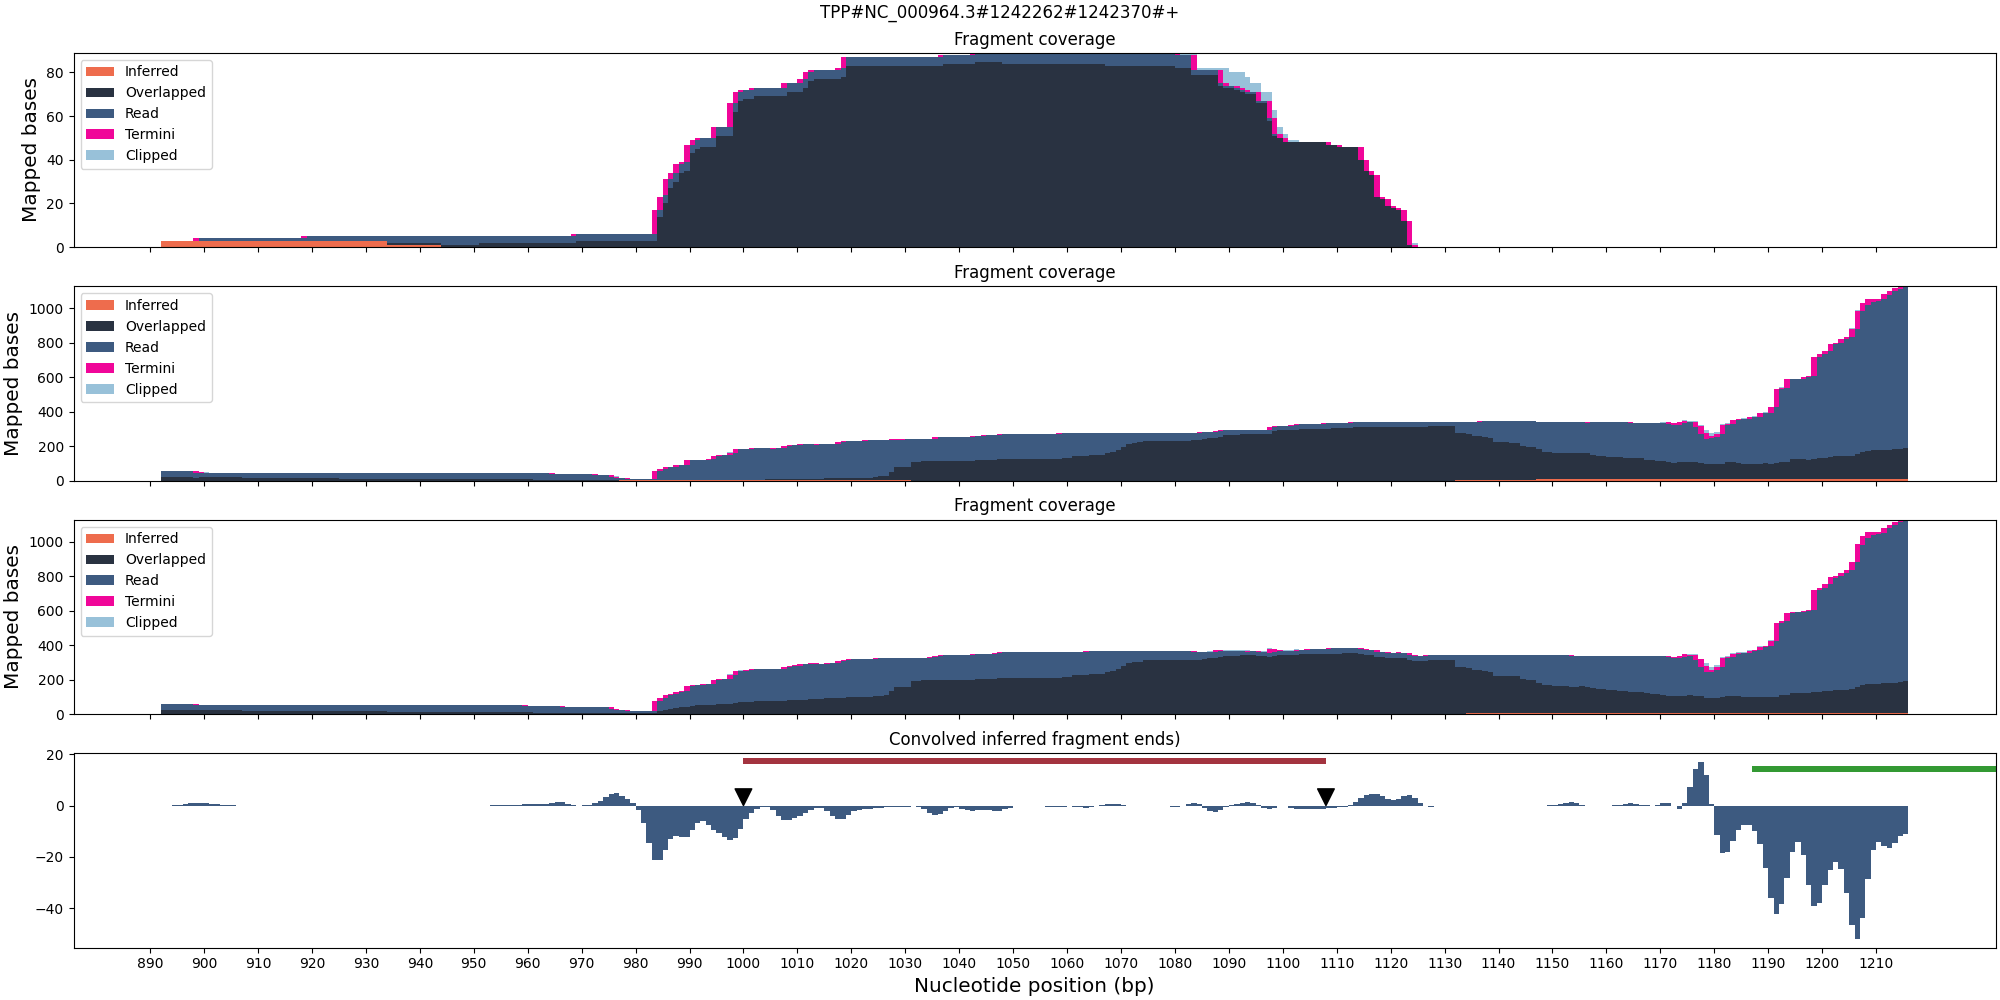 TPP#NC_000964.3#1242262#1242370#+
Fragment coverage
Mapped bases
80
60
40
20
0
Inferred
Overlapped
Read
Termini
Clipped
Fragment coverage
Mapped bases
1000
800
600
400
200
0
Inferred
Overlapped
Read
Termini
Clipped
Fragment coverage
Mapped bases
1000
800
600
400
200
0
Inferred
Overlapped
Read
Termini
Clipped
Convolved inferred fragment ends)
20
0
−20
−40
890 900 910 920 930 940 950 960 970 980 990 1000 1010 1020 1030 1040 1050 1060 1070 1080 1090 1100 1110 1120 1130 1140 1150 1160 1170 1180 1190 1200 1210
Nucleotide position (bp)